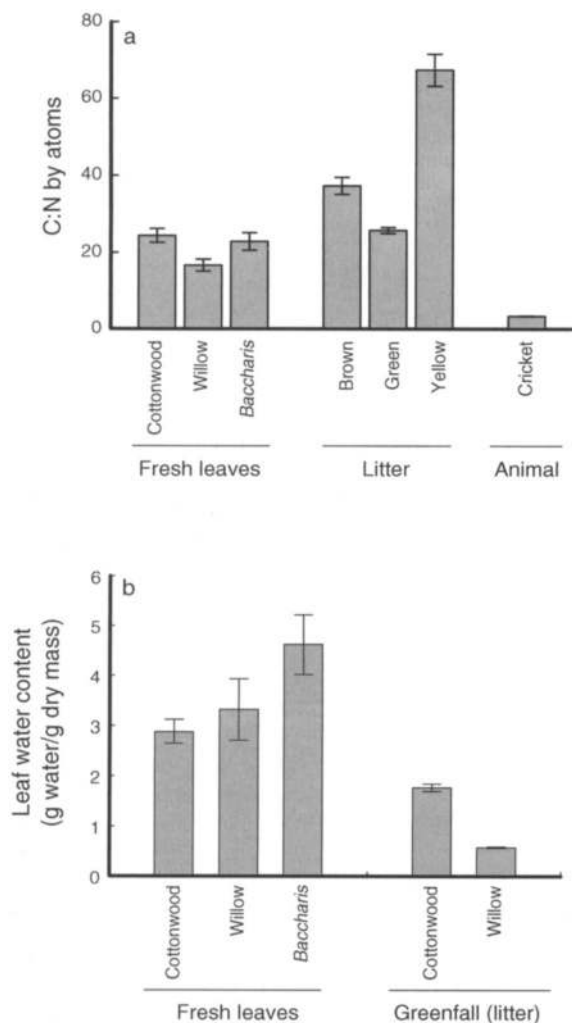 a
C:N by atoms
80
60
40
20
0
Cottonwood
Willow
Baccharis
Brown
Green
Yellow
Cricket
Fresh leaves
Litter
Animal
b
Leaf water content
(g water/g dry mass)
6
5
4
3
2
1
0
Cottonwood
Willow
Baccharis
Cottonwood
Willow
Fresh leaves
Greenfall (litter)